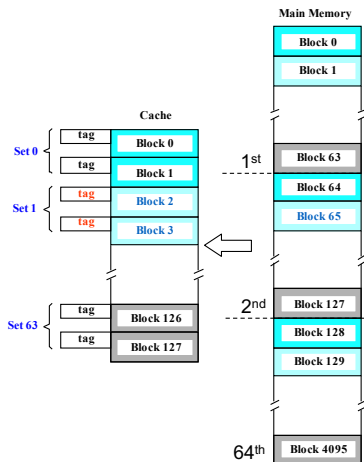 Main Memory
Block 0
Block 1
Cache
Set 0
tag
Block 0
tag
Block 1
Set 1
tag
Block 2
tag
Block 3
Set 63
tag
Block 126
tag
Block 127
1st
Block 63
Block 64
Block 65
2nd
Block 127
Block 128
Block 129
64th
Block 4095